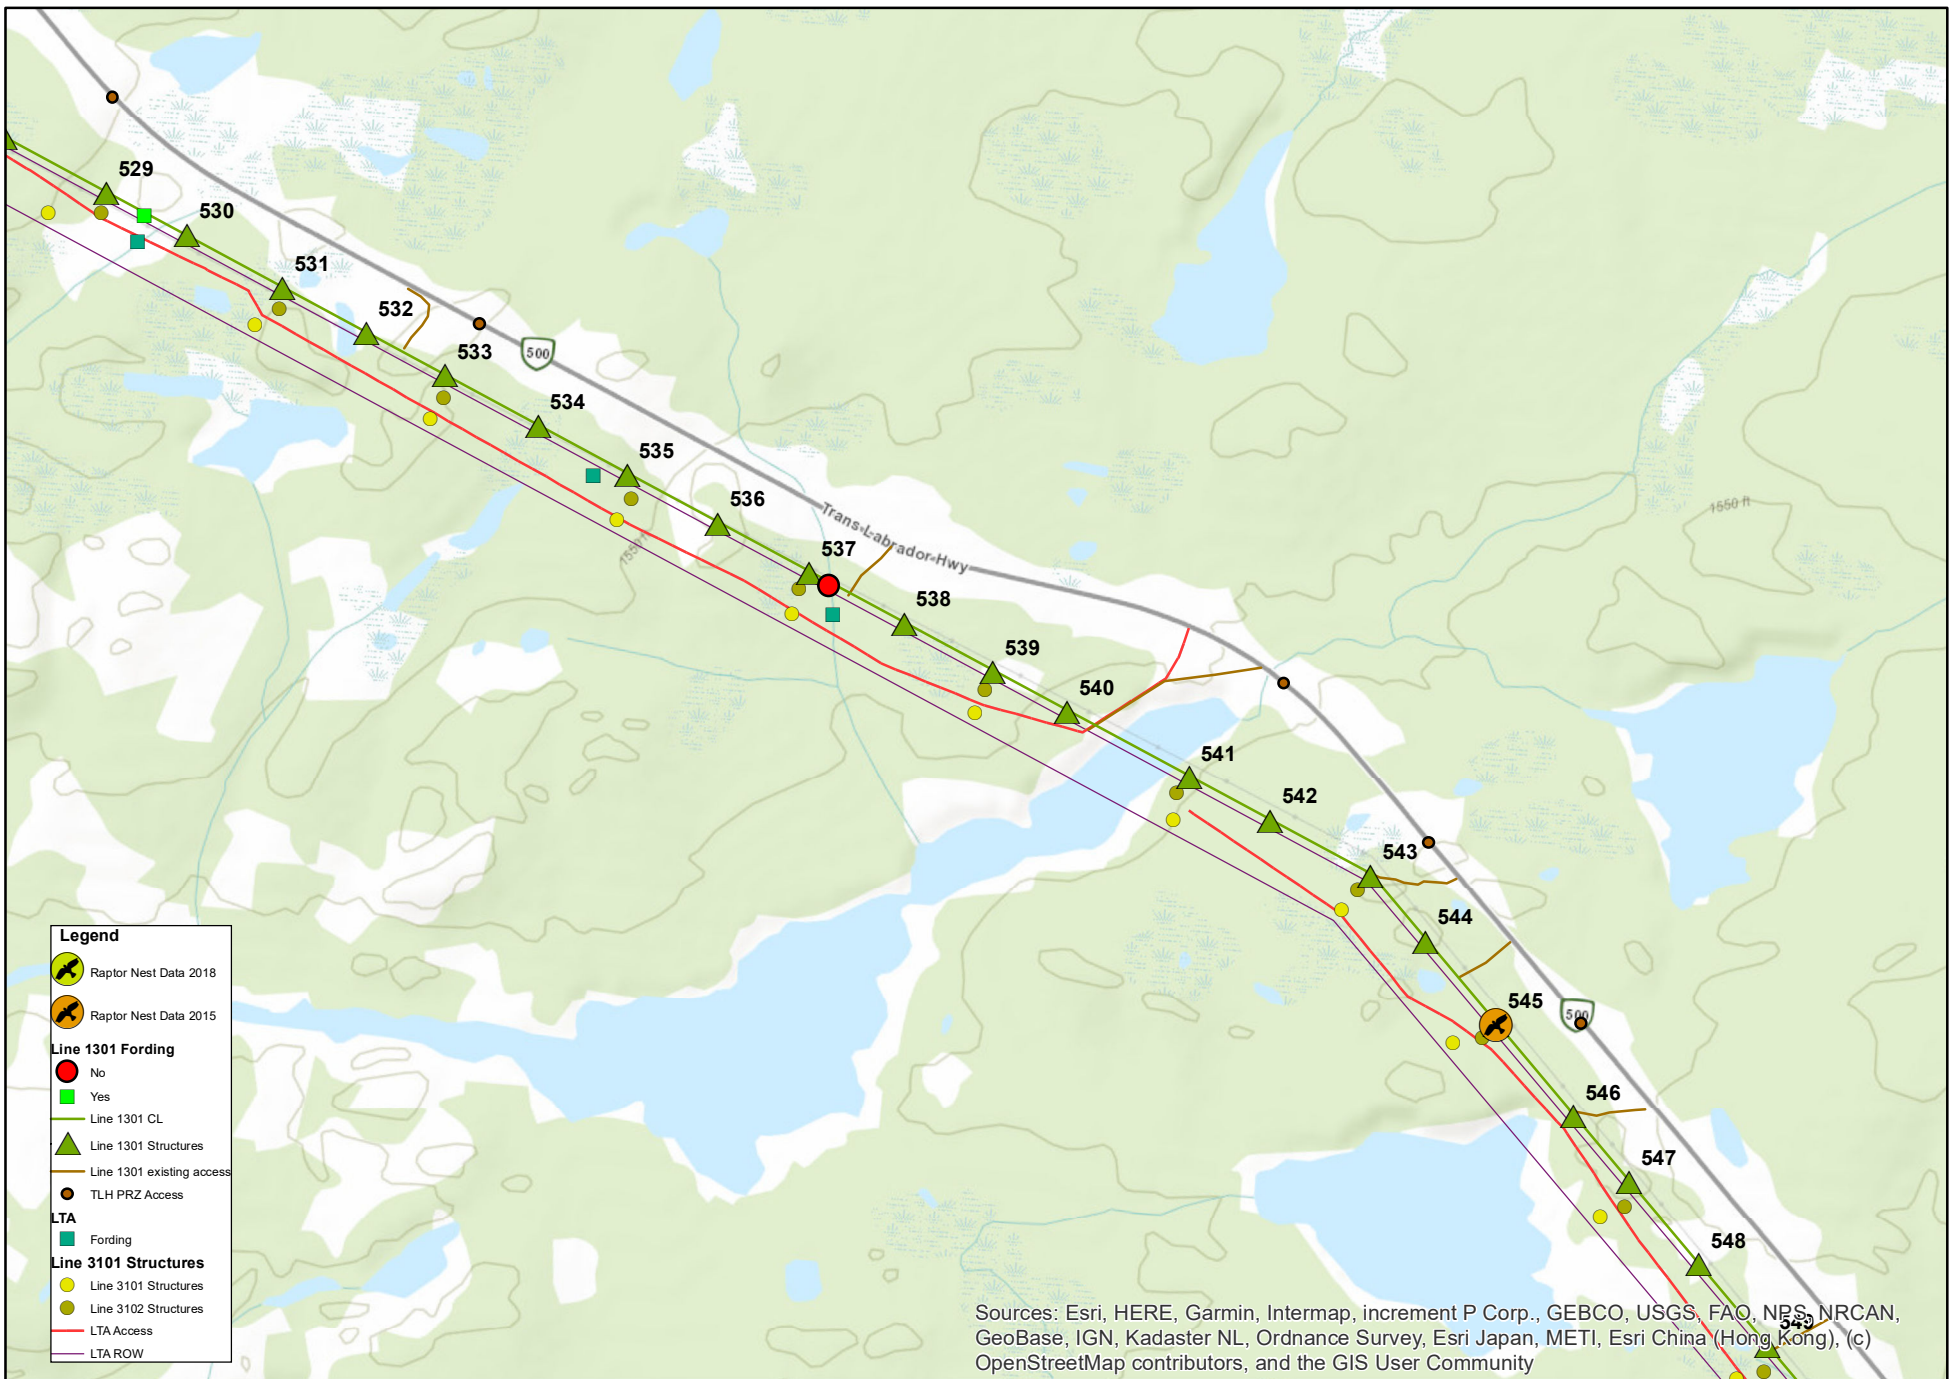 529
530
531
532
533
500
534
535
536
Trans-Labrador-Hwy
1550 ft
1550 ft
537
538
539
540
541
542
543
544
545
500
546
547
548
549
Legend
Raptor Nest Data 2018
Raptor Nest Data 2015
Line 1301 Fording
No
Yes
Line 1301 CL
Line 1301 Structures
Line 1301 existing access
TLH PRZ Access
LTA
Fording
Line 3101 Structures
Line 3101 Structures
Line 3102 Structures
LTA Access
LTA ROW
Sources: Esri, HERE, Garmin, Intermap, increment P Corp., GEBCO, USGS, FAO, NPS, NRCAN,
GeoBase, IGN, Kadaster NL, Ordnance Survey, Esri Japan, METI, Esri China (Hong Kong), (c)
OpenStreetMap contributors, and the GIS User Community